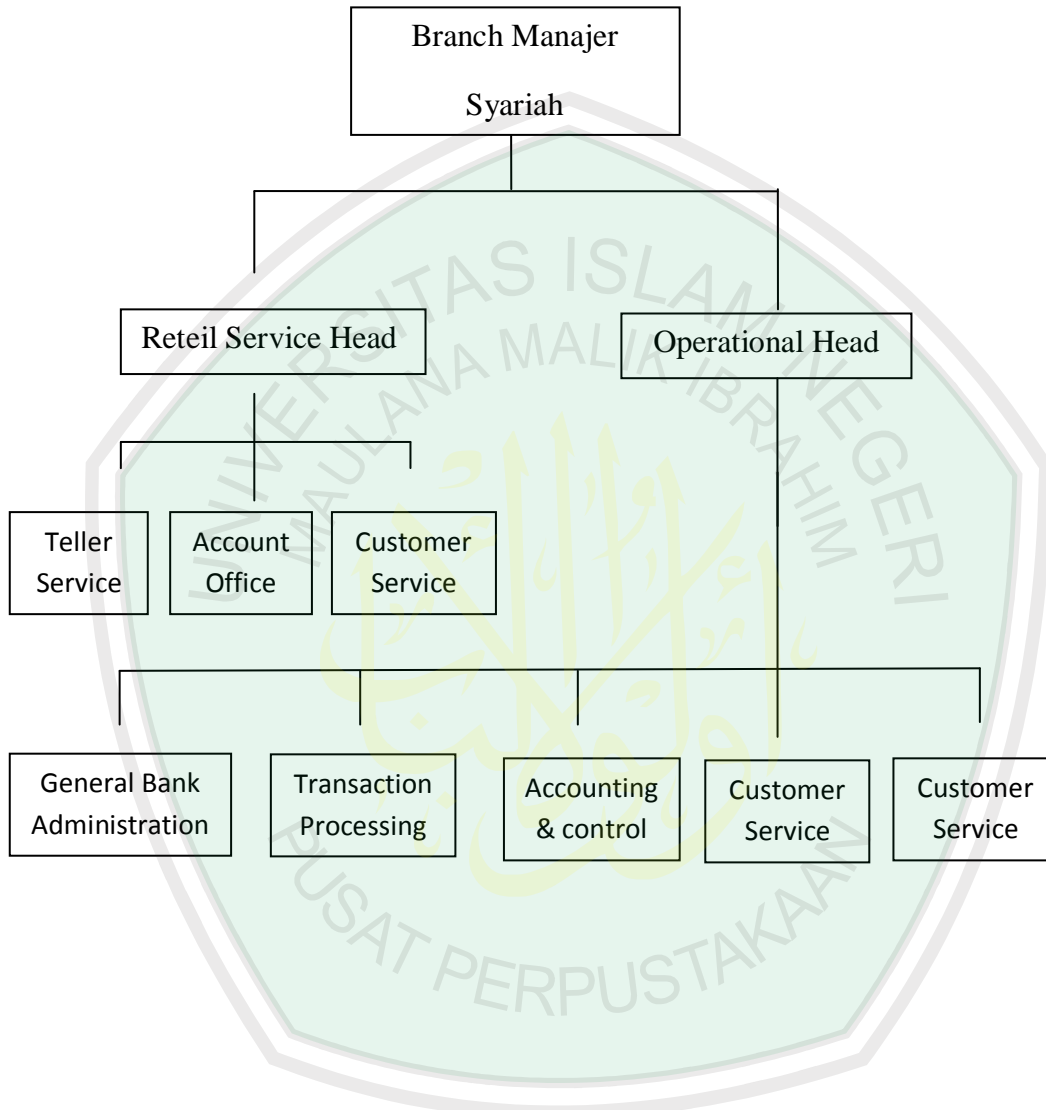 Branch Manajer
Syariah
Reteil Service Head
Operational Head
Teller
Service
Account
Office
Customer
Service
General Bank
Administration
Transaction
Processing
Accounting
& control
Customer
Service
Customer
Service
UNIVERSITAS ISLAM NEGERI
MAULANA MALIK IBRAHIM
PUSAT PERPUSTAKAAN